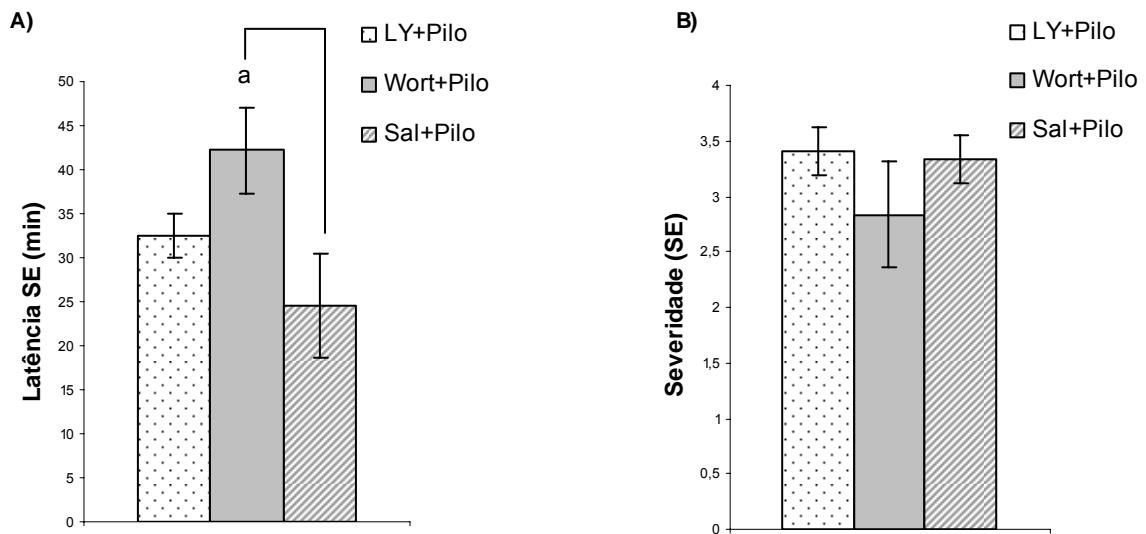 A)
LY+Pilo
Wort+Pilo
Sal+Pilo
a
Latência SE (min)
50
45
40
35
30
25
20
15
10
5
0
B)
LY+Pilo
Wort+Pilo
Sal+Pilo
Severidade (SE)
4
3,5
3
2,5
2
1,5
1
0,5
0